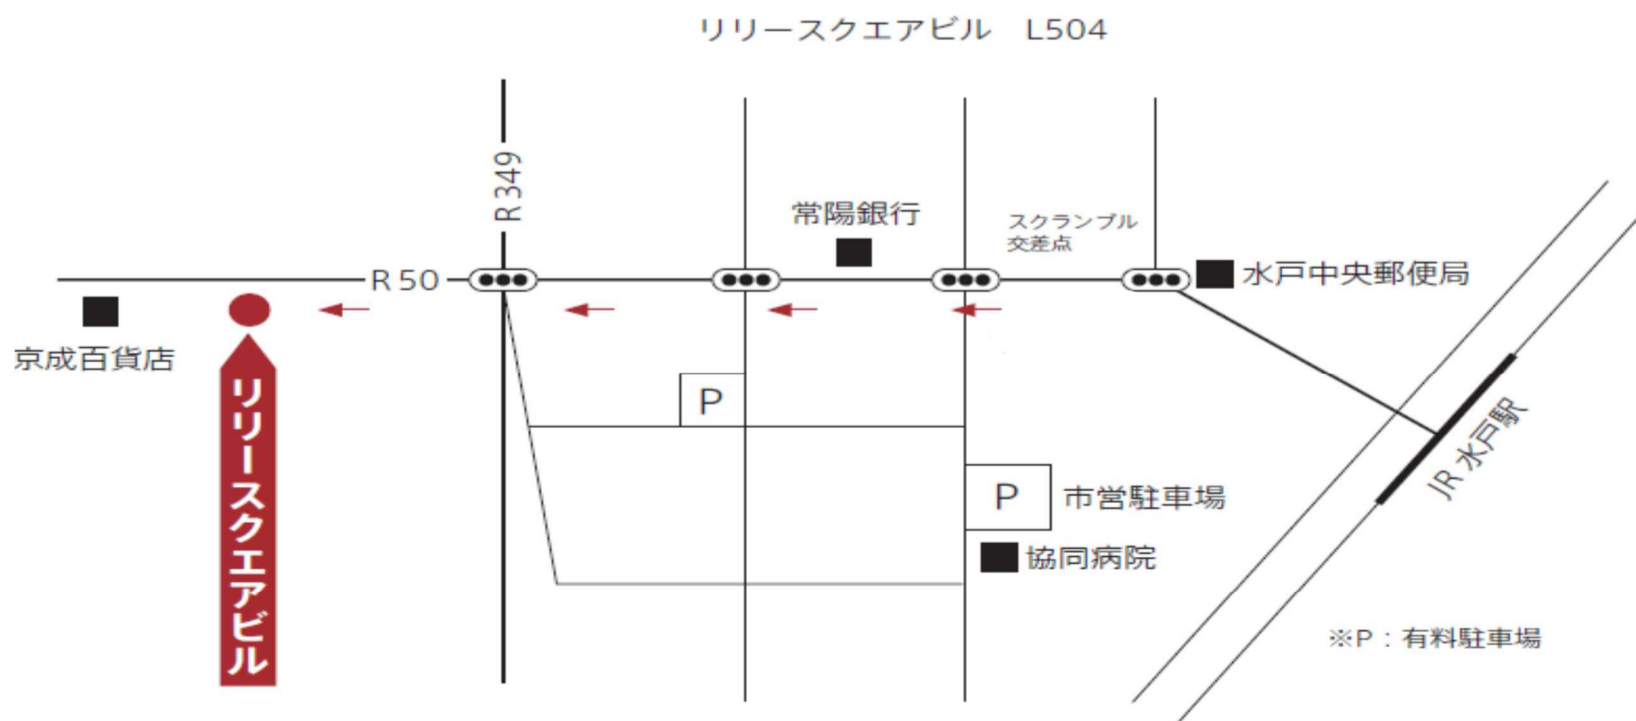 リリースクエアビル　L504
R 349
常陽銀行
スクランブル
交差点
R 50
水戸中央郵便局
京成百貨店
リリースクエアビル
P
JR 水戸駅
P
市営駐車場
協同病院
※P：有料駐車場